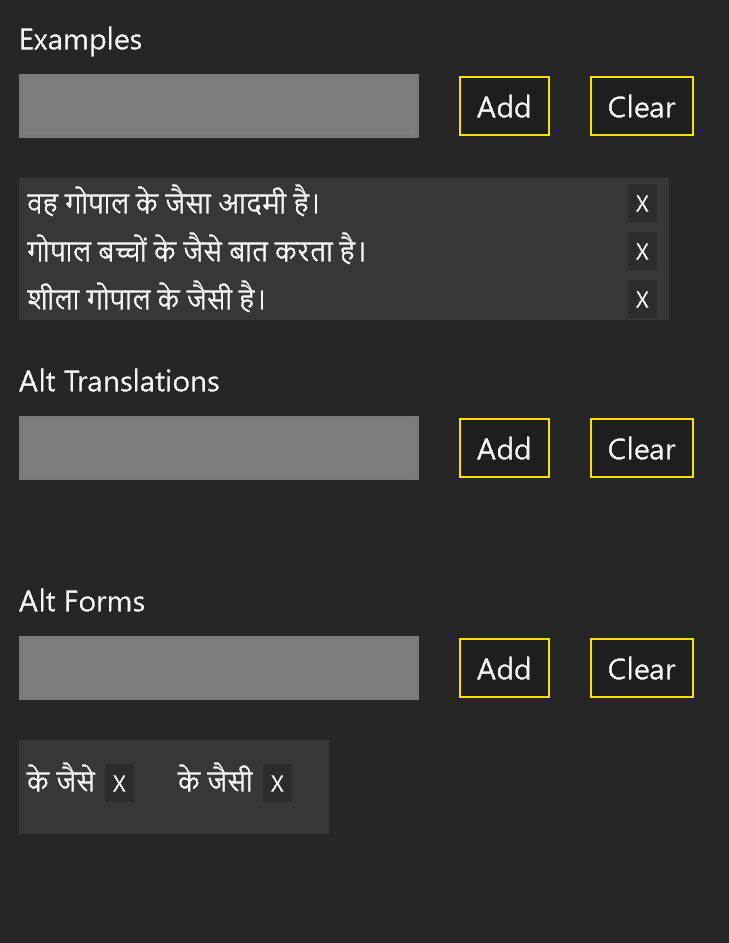 Examples
Add Clear
वह गोपाल के जैसा आदमी है।
X
गोपाल बच्चों के जैसे बात करता है।
X
शीला गोपाल के जैसी है।
X
Alt Translations
Add Clear
Alt Forms
Add Clear
के जैसे X के जैसी X